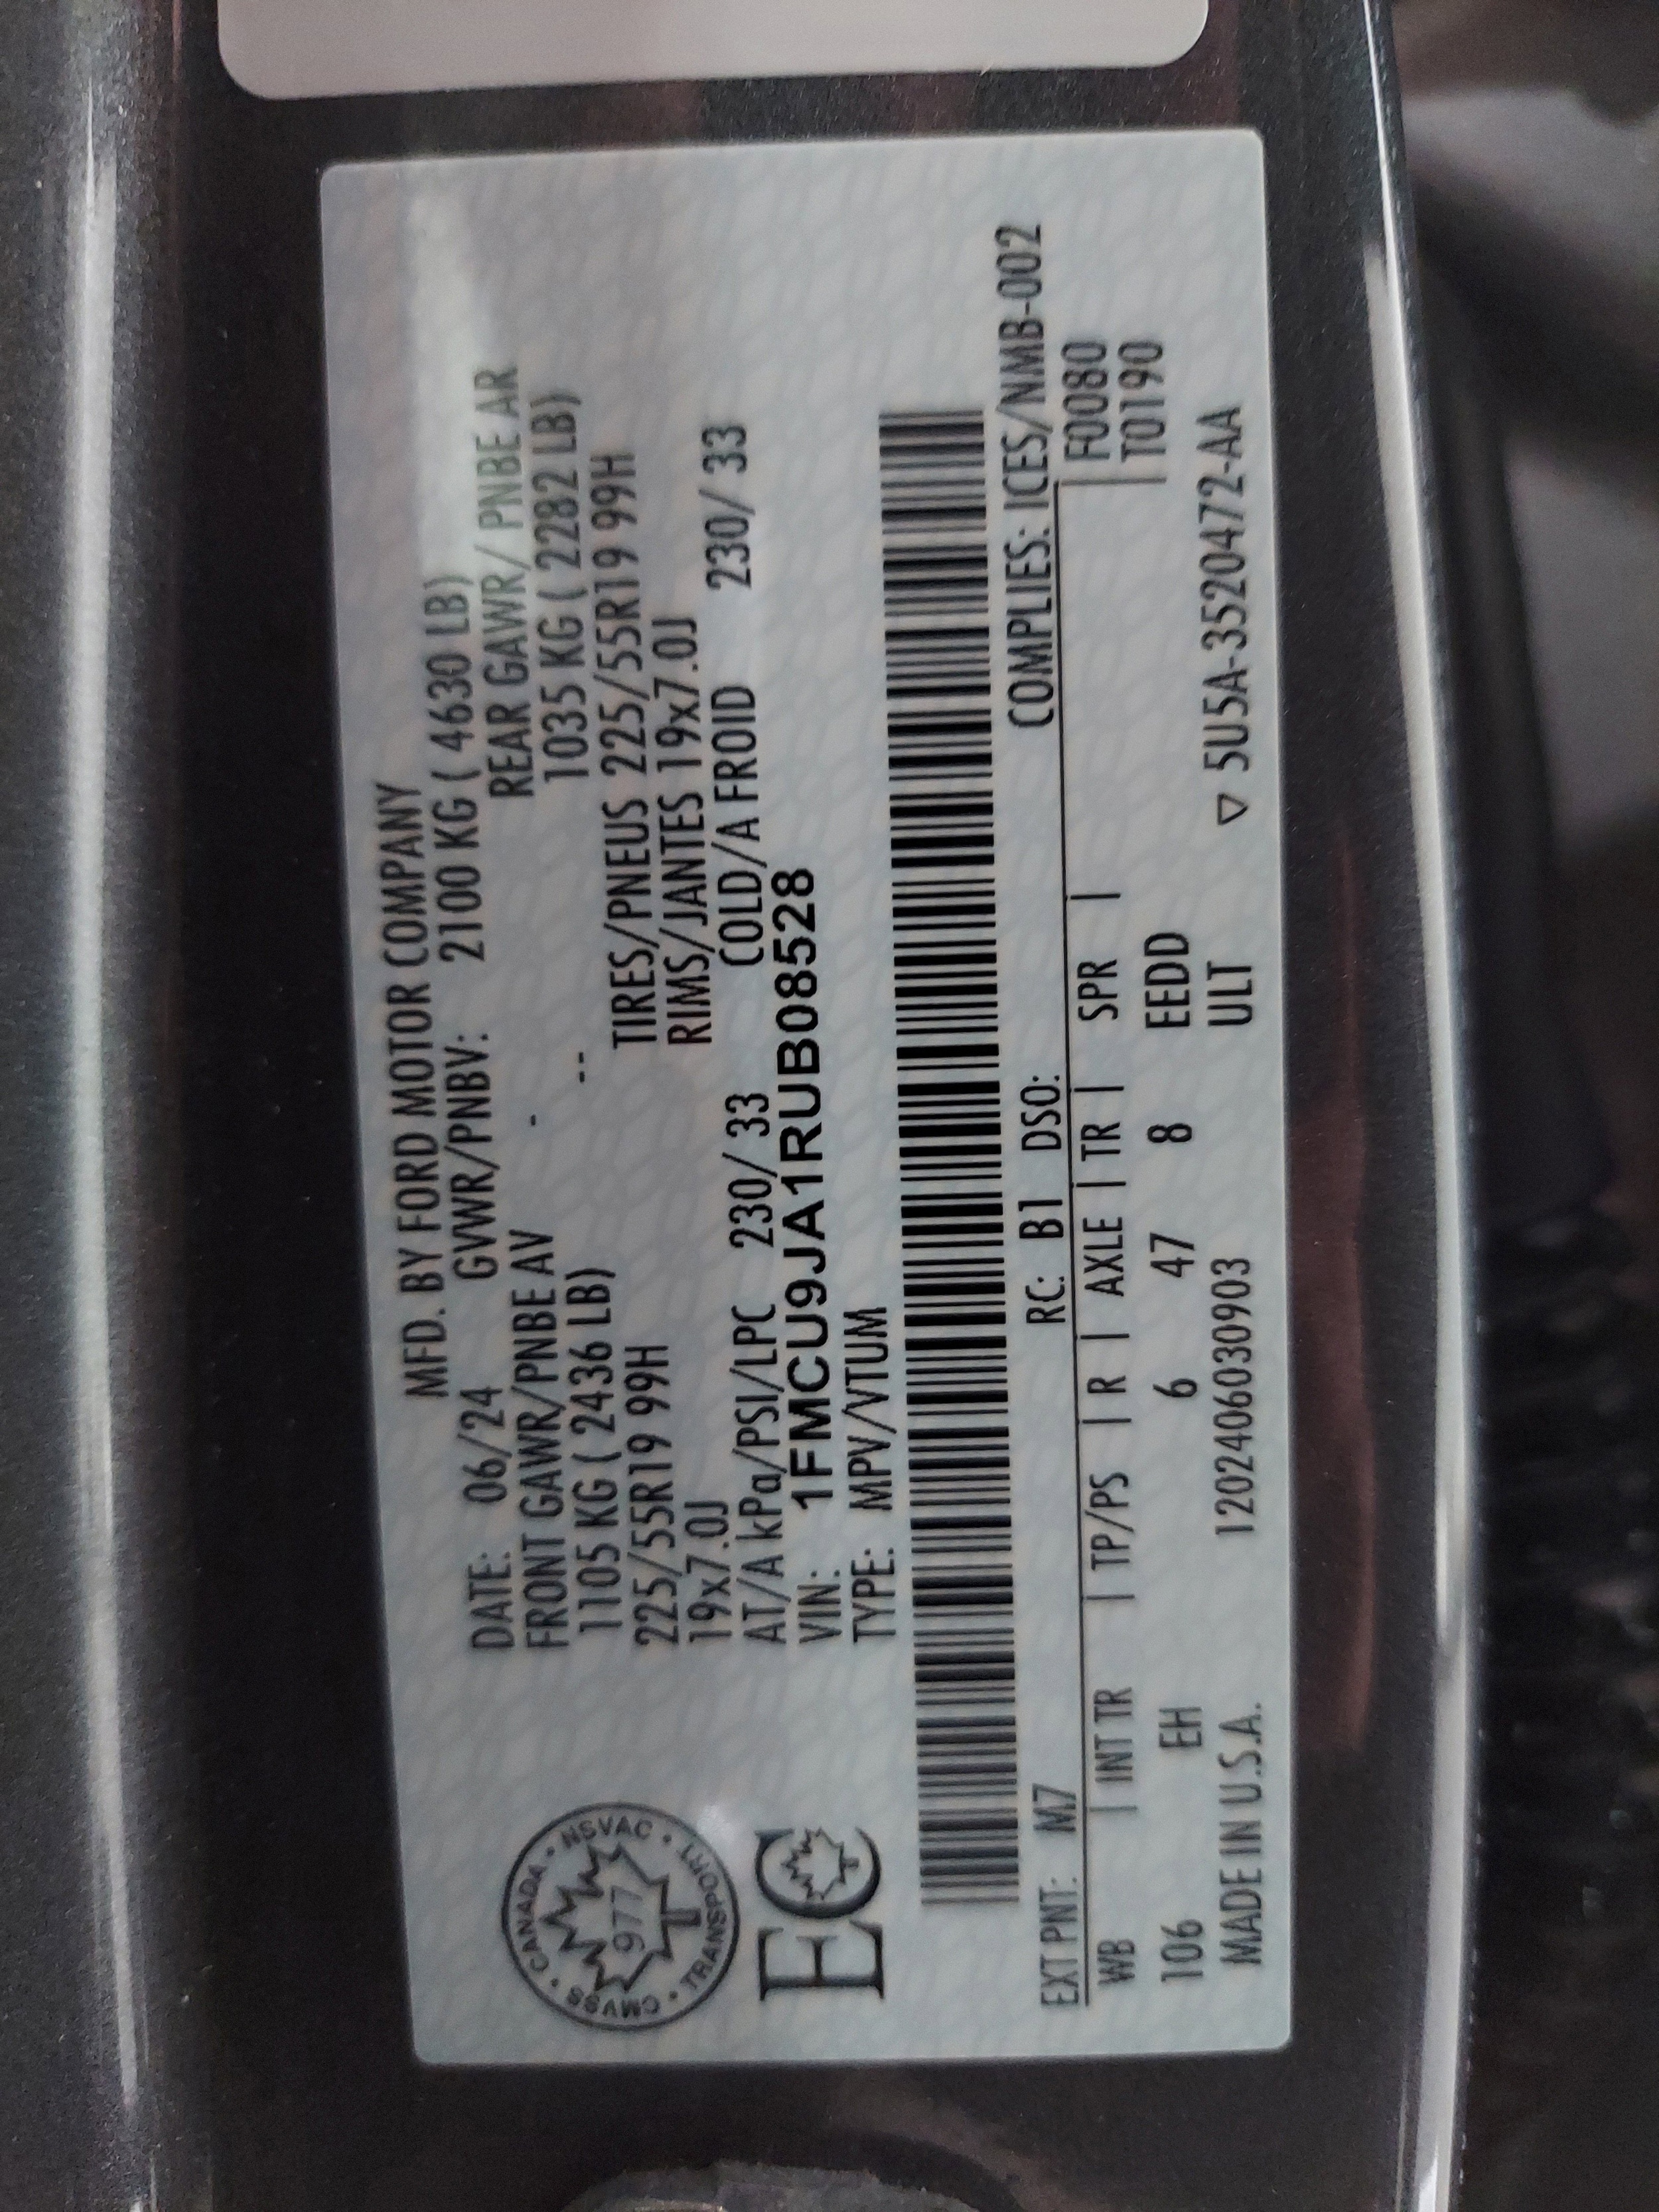 MFD. BY FORD MOTOR COMPANY
DATE: 06/24 GVWR/PNBV: 2100 KG ( 4630 LB)
FRONT GAWR/PNBE AV - REAR GAWR/ PNBE AR
1105 KG ( 2436 LB) -- 1035 KG ( 2282 LB)
225/55R19 99H TIRES/PNEUS 225/55R19 99H
19x7.0J RIMS/JANTES 19x7.0J
AT/A kPa/PSI/LPC 230/ 33 COLD/A FROID 230/ 33
VIN: 1FMCU9JA1RUB08528
TYPE: MPV/VTUM
CANADA • NSVAC • TRANSPORT • CMVSS •
977
EC
COMPLIES: ICES/NMB-002
EXT PNT: M7 RC: B1 DSO:
WB | INT TR | TP/PS | R | AXLE | TR | SPR | | F0080
106 EH 6 47 8 EEDD | T0190
MADE IN U.S.A. 1202406030903 ULT ▽ 5U5A-3520472-AA